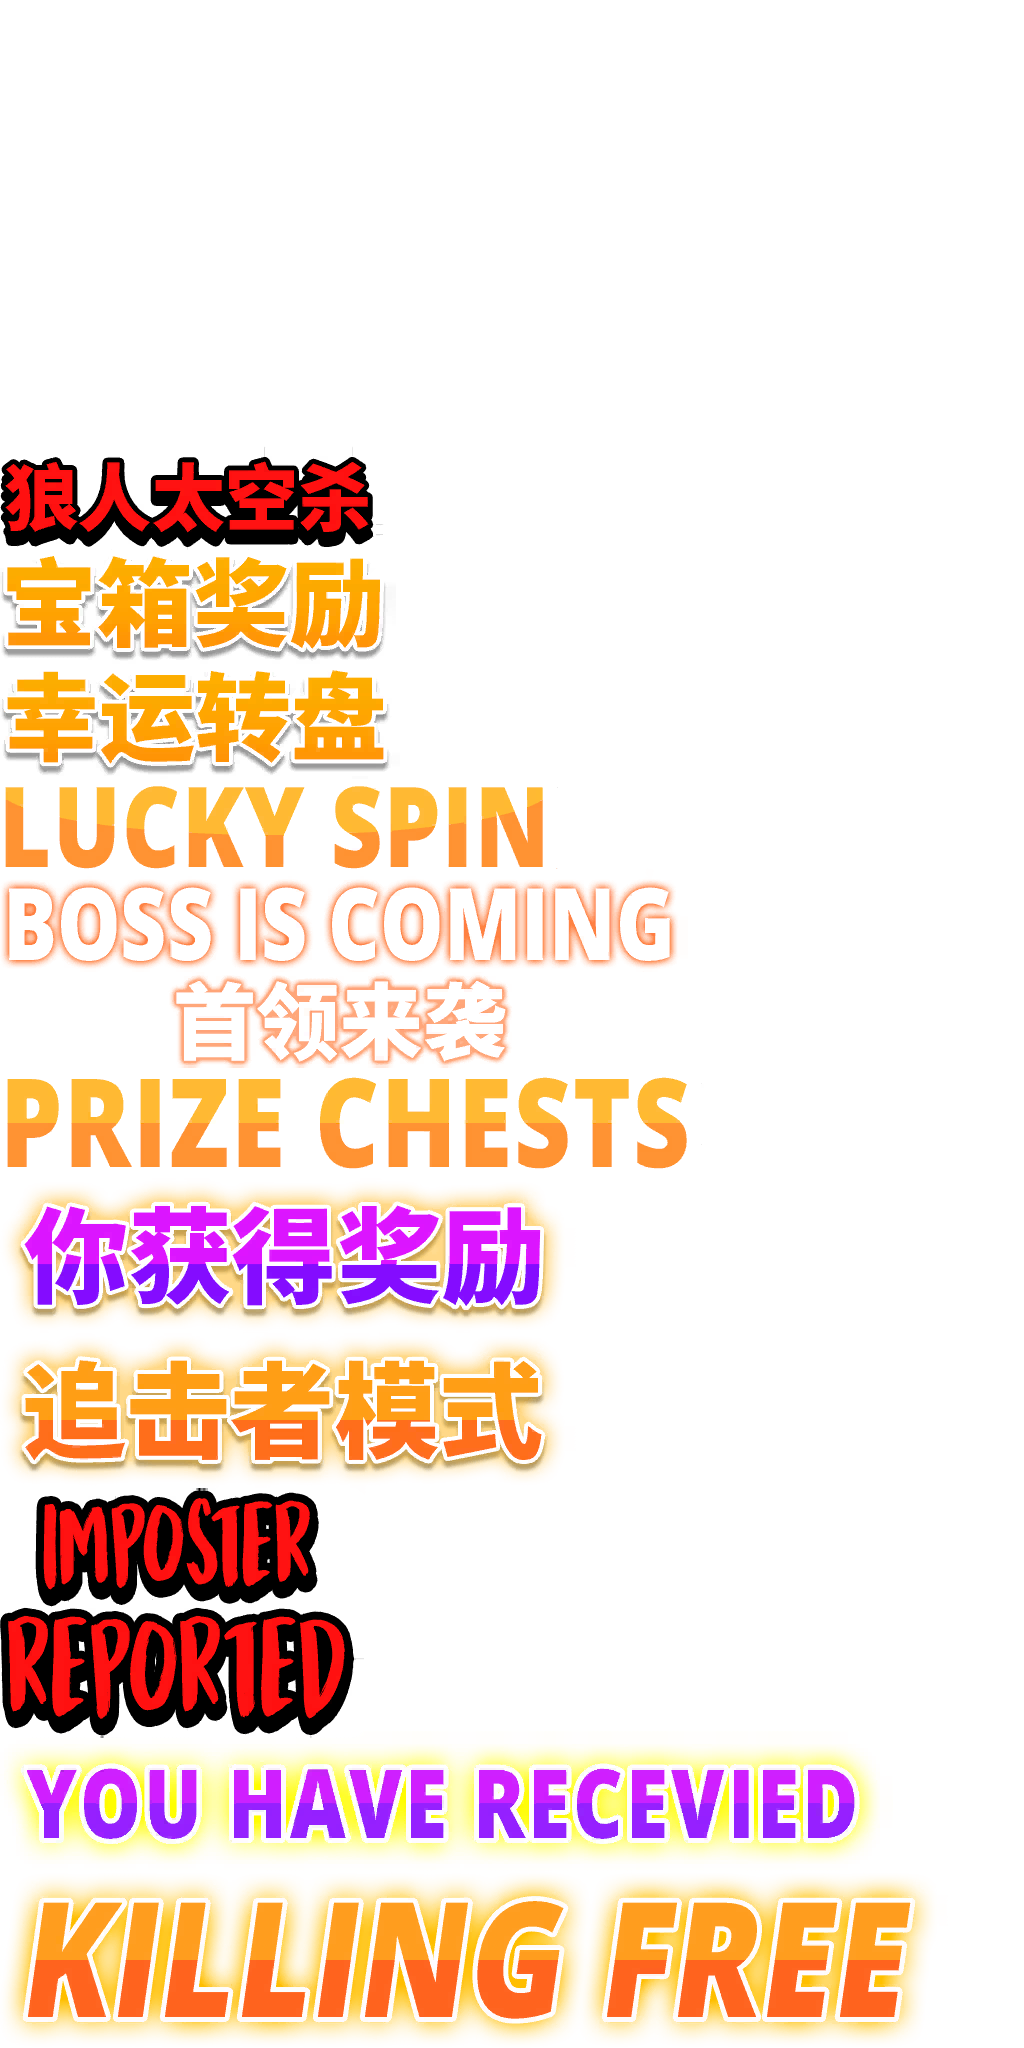 狼人太空杀
宝箱奖励
幸运转盘
LUCKY SPIN
BOSS IS COMING
首领来袭
PRIZE CHESTS
你获得奖励
追击者模式
IMPOSTER
REPORTED
YOU HAVE RECEVIED
KILLING FREE